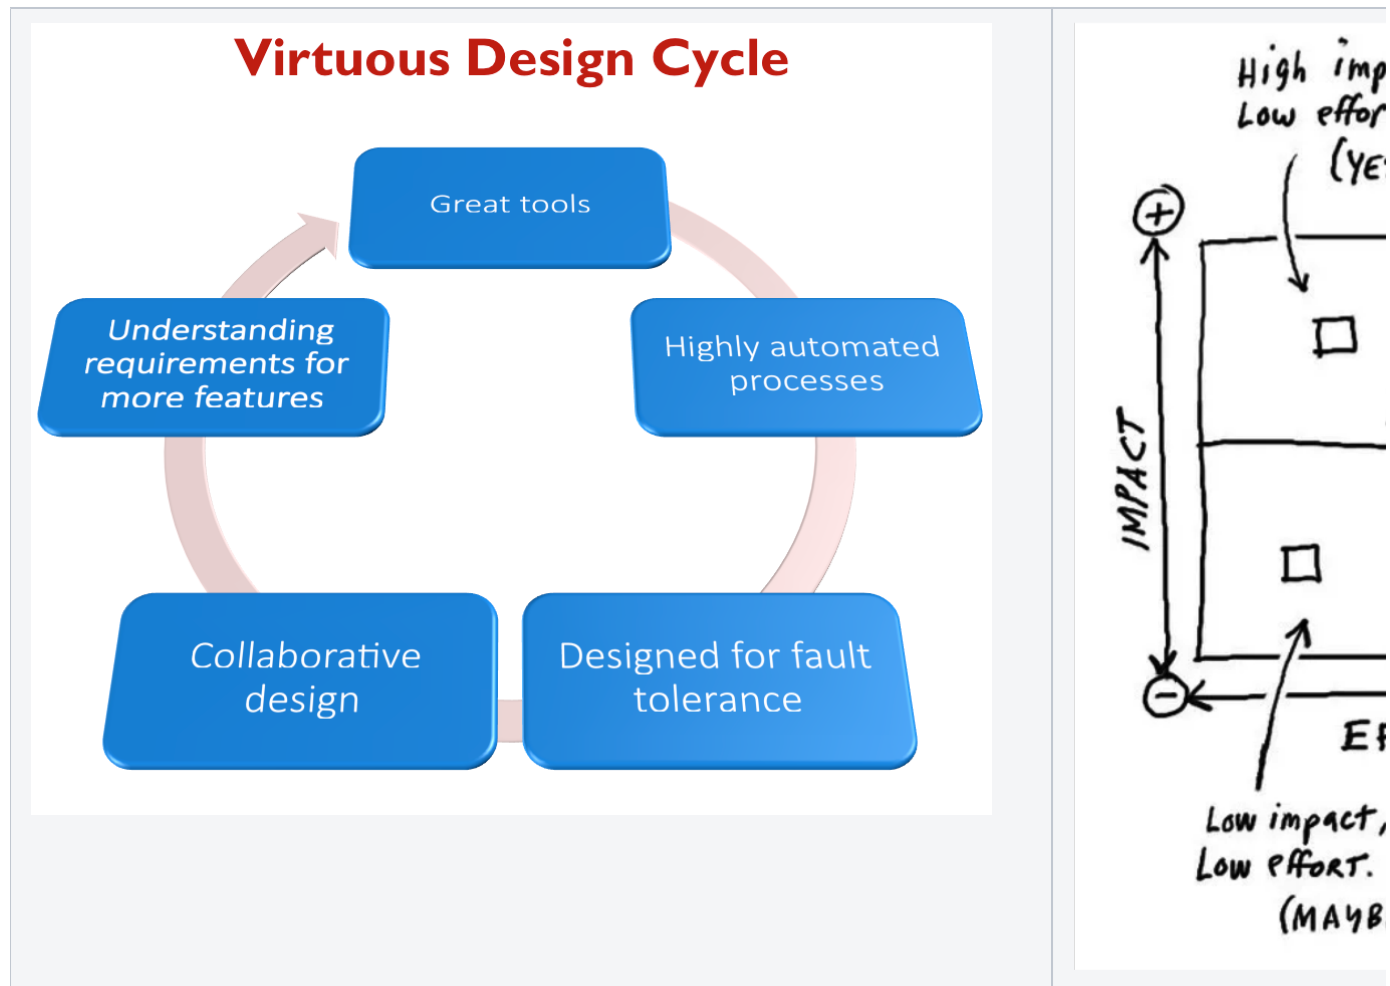 Virtuous Design Cycle
Great tools
Highly automated
processes
Designed for fault
tolerance
Collaborative
design
Understanding
requirements for
more features
High
Low
IMPACT
Low impact,
Low effort.